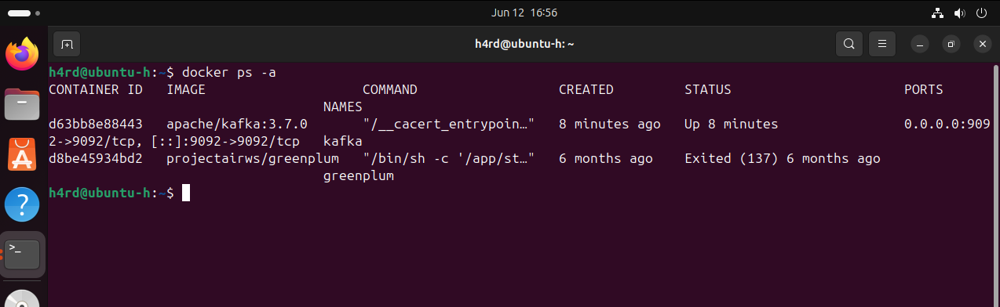 Jun 12 16:56
h4rd@ubuntu-h: ~
h4rd@ubuntu-h:~$ docker ps -a
CONTAINER ID   IMAGE                    COMMAND                  CREATED         STATUS                      PORTS
                                   NAMES
d63bb8e88443   apache/kafka:3.7.0       "/__cacert_entrypoin…"   8 minutes ago   Up 8 minutes                0.0.0.0:909
2->9092/tcp, [::]:9092->9092/tcp   kafka
d8be45934bd2   projectairws/greenplum   "/bin/sh -c '/app/st…"   6 months ago    Exited (137) 6 months ago
                                   greenplum
h4rd@ubuntu-h:~$